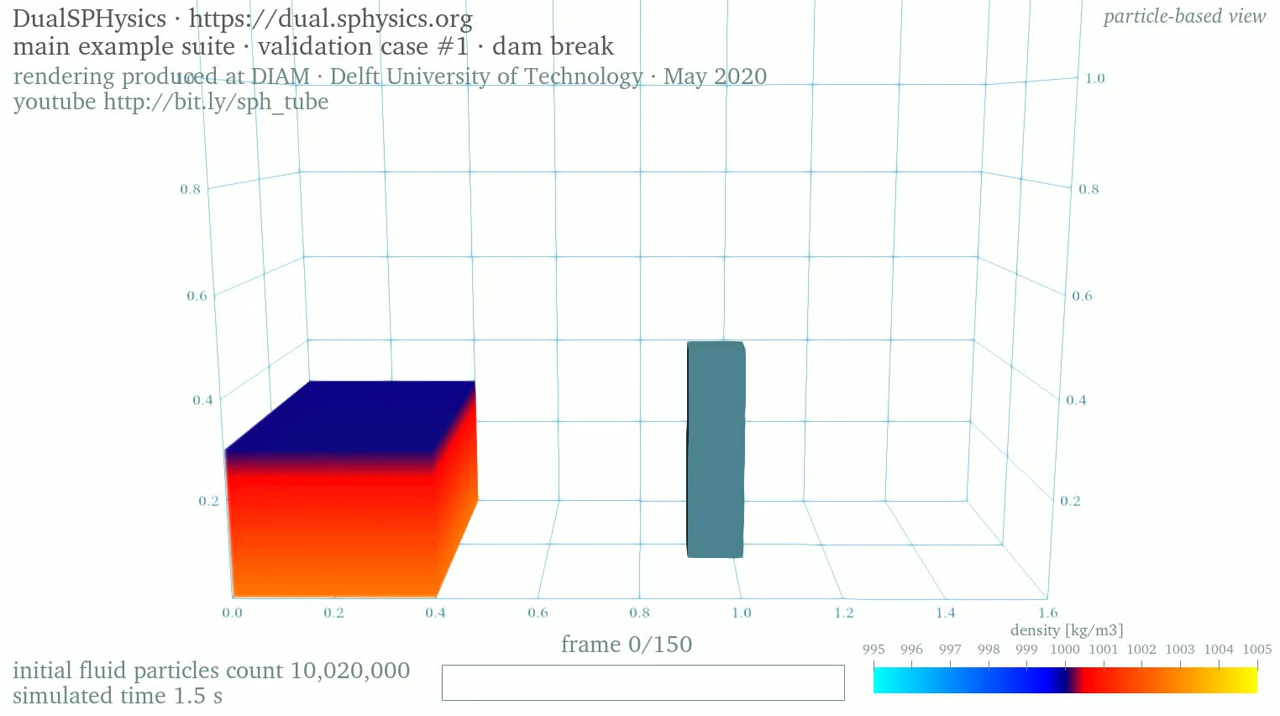 DualSPHysics · https://dual.sphysics.org
particle-based view
main example suite · validation case #1 · dam break
rendering produced at DIAM · Delft University of Technology · May 2020
youtube http://bit.ly/sph_tube
1.0 1.0
0.8 0.8
0.6 0.6
0.4 0.4
0.2 0.2
0.0 0.2 0.4 0.6 0.8 1.0 1.2 1.4 1.6
density [kg/m3]
frame 0/150
995 996 997 998 999 1000 1001 1002 1003 1004 1005
initial fluid particles count 10,020,000
simulated time 1.5 s